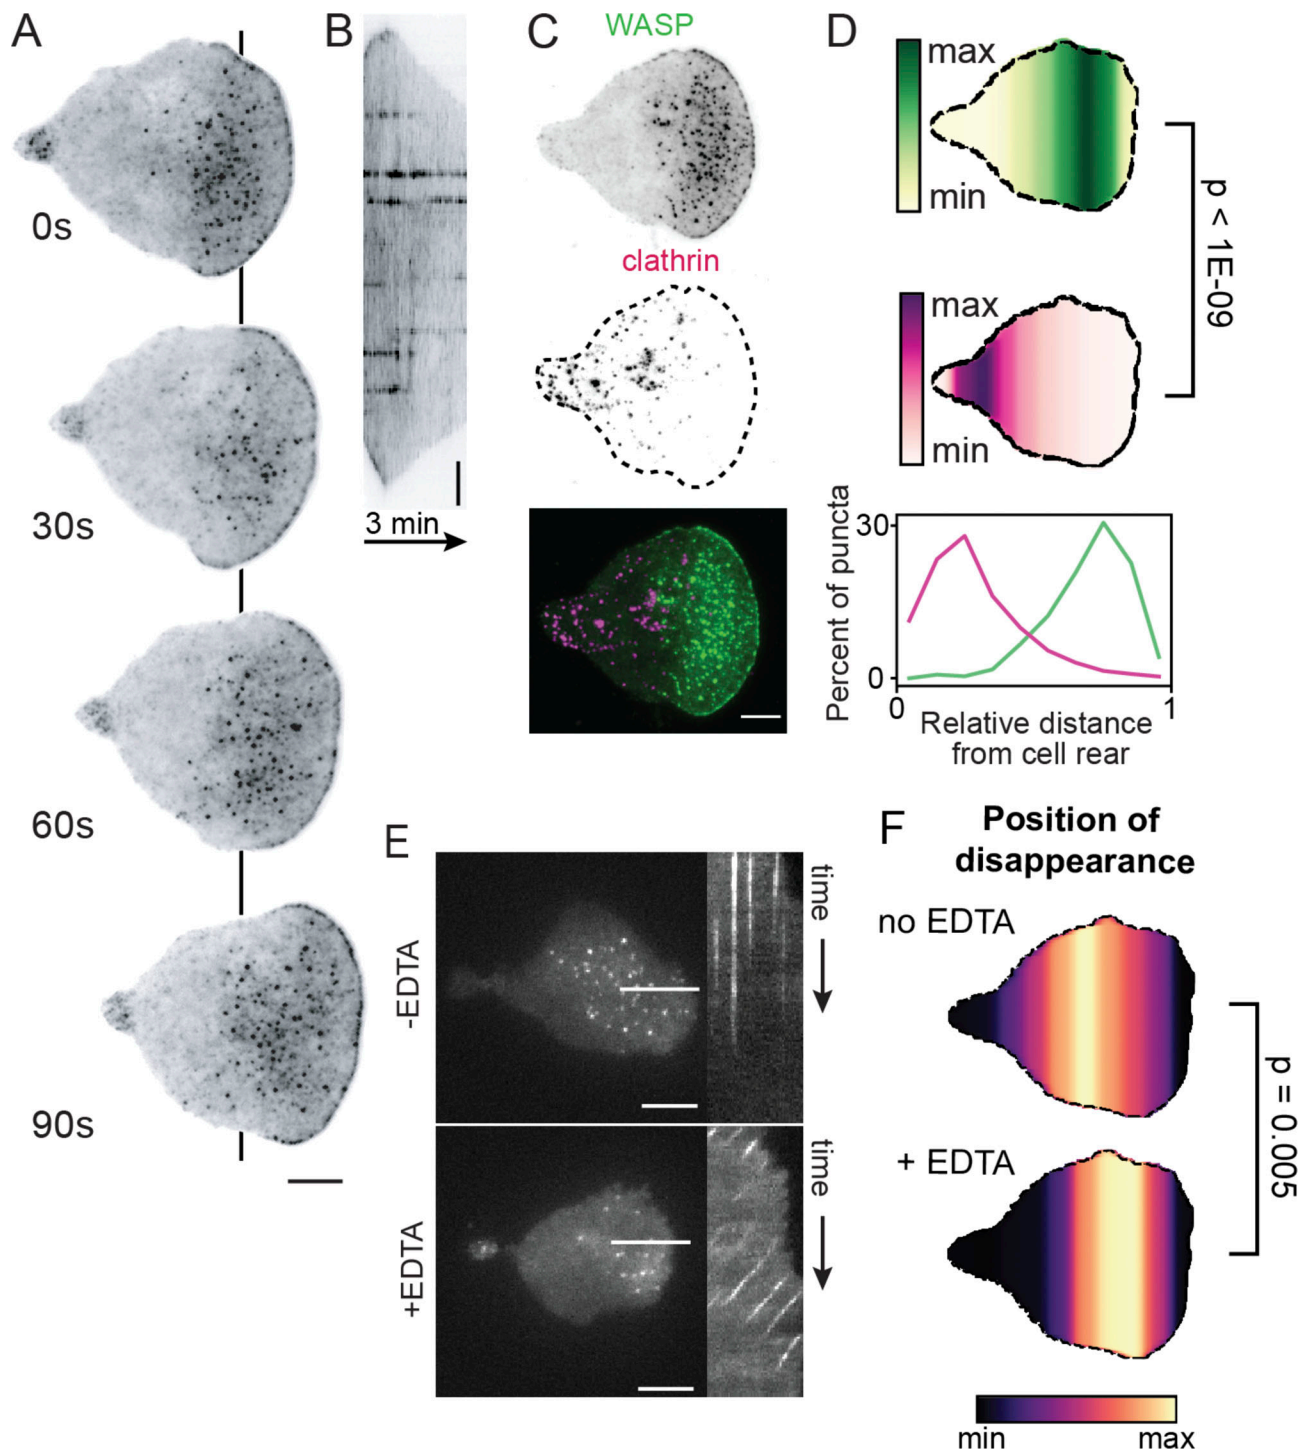 A
0s
30s
60s
90s
B
3 min
C
WASP
clathrin
D
max
min
max
min
p < 1E-09
Percent of puncta
30
0
0
1
Relative distance
from cell rear
E
-EDTA
time
+EDTA
time
F
Position of
disappearance
no EDTA
+ EDTA
p = 0.005
min
max